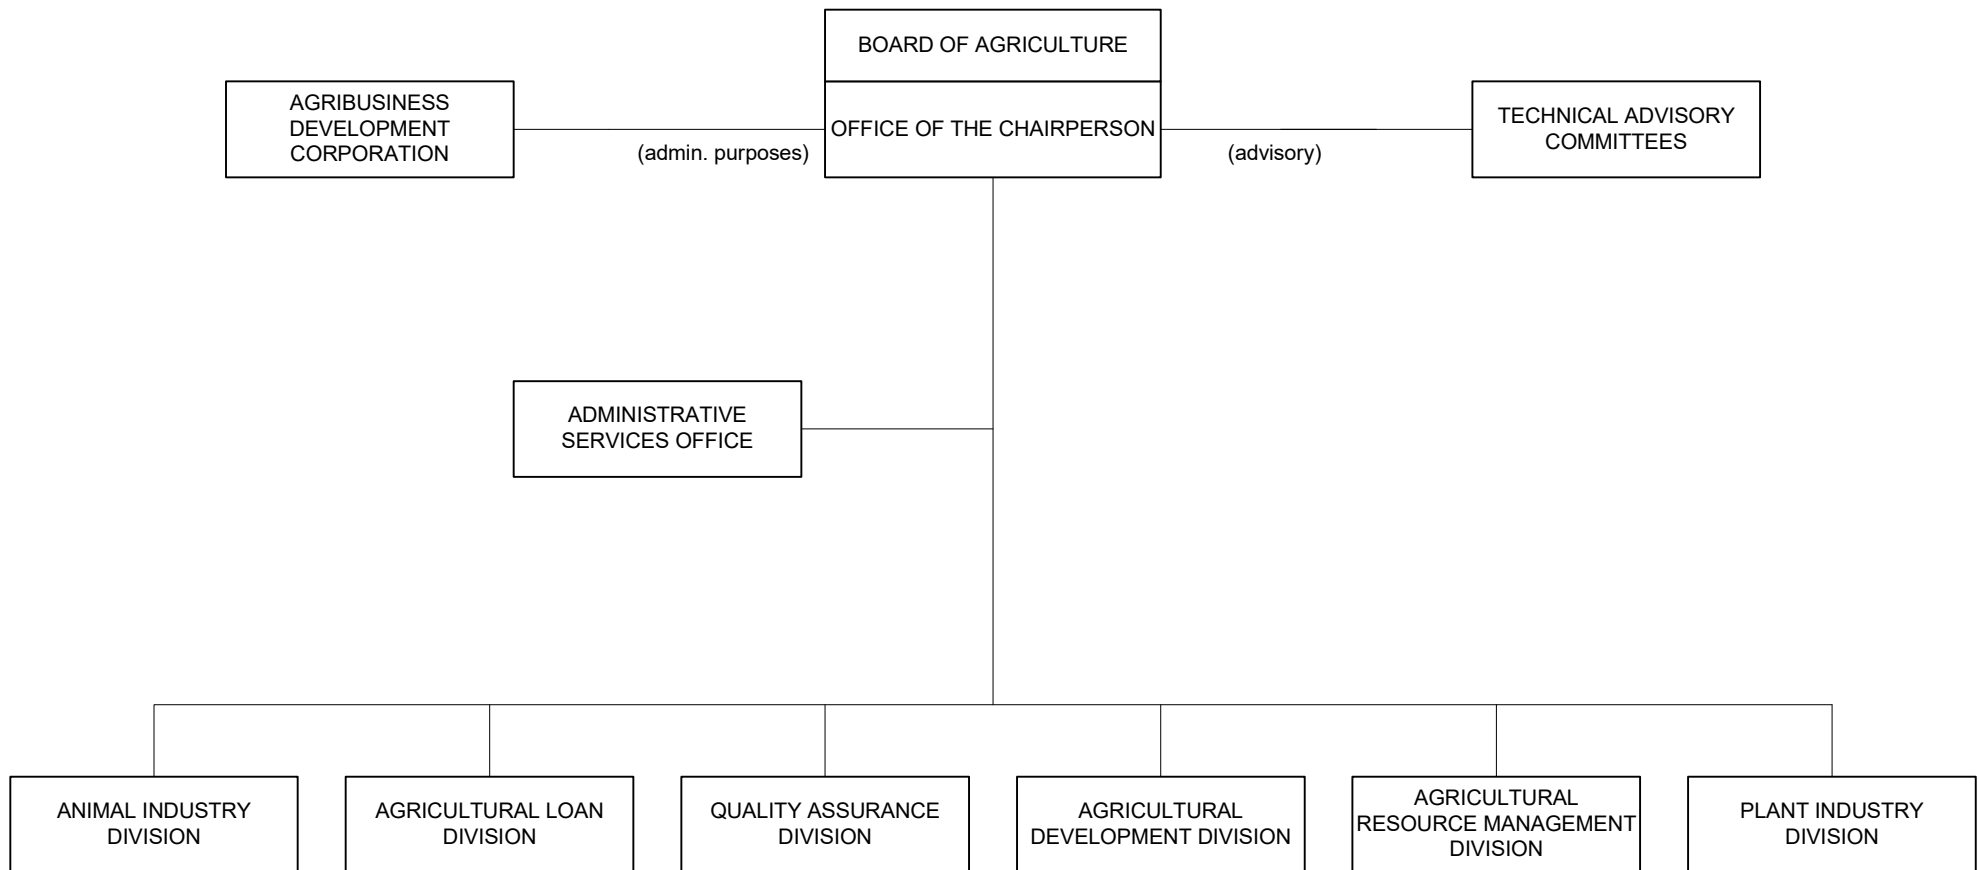 BOARD OF AGRICULTURE
AGRIBUSINESS
DEVELOPMENT
CORPORATION
(admin. purposes)
OFFICE OF THE CHAIRPERSON
(advisory)
TECHNICAL ADVISORY
COMMITTEES
ADMINISTRATIVE
SERVICES OFFICE
ANIMAL INDUSTRY
DIVISION
AGRICULTURAL LOAN
DIVISION
QUALITY ASSURANCE
DIVISION
AGRICULTURAL
DEVELOPMENT DIVISION
AGRICULTURAL
RESOURCE MANAGEMENT
DIVISION
PLANT INDUSTRY
DIVISION